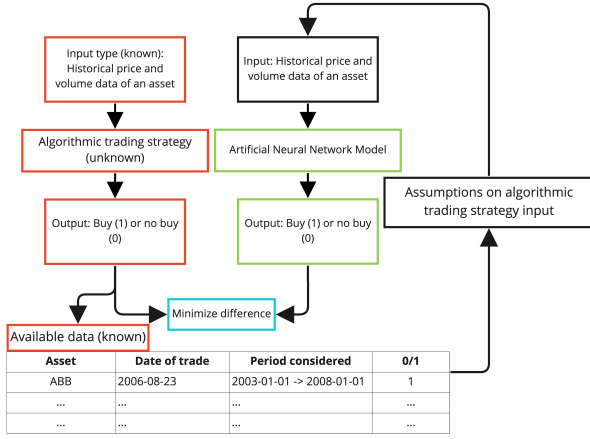 Input type (known):
Historical price and
volume data of an asset
Input: Historical price and
volume data of an asset
Algorithmic trading strategy
(unknown)
Artificial Neural Network Model
Assumptions on algorithmic
trading strategy input
Output: Buy (1) or no buy
(0)
Output: Buy (1) or no buy
(0)
Minimize difference
Available data (known)
Asset Date of trade Period considered 0/1
ABB 2006-08-23 2003-01-01 -> 2008-01-01 1
... ... ... ...
... ... ... ...